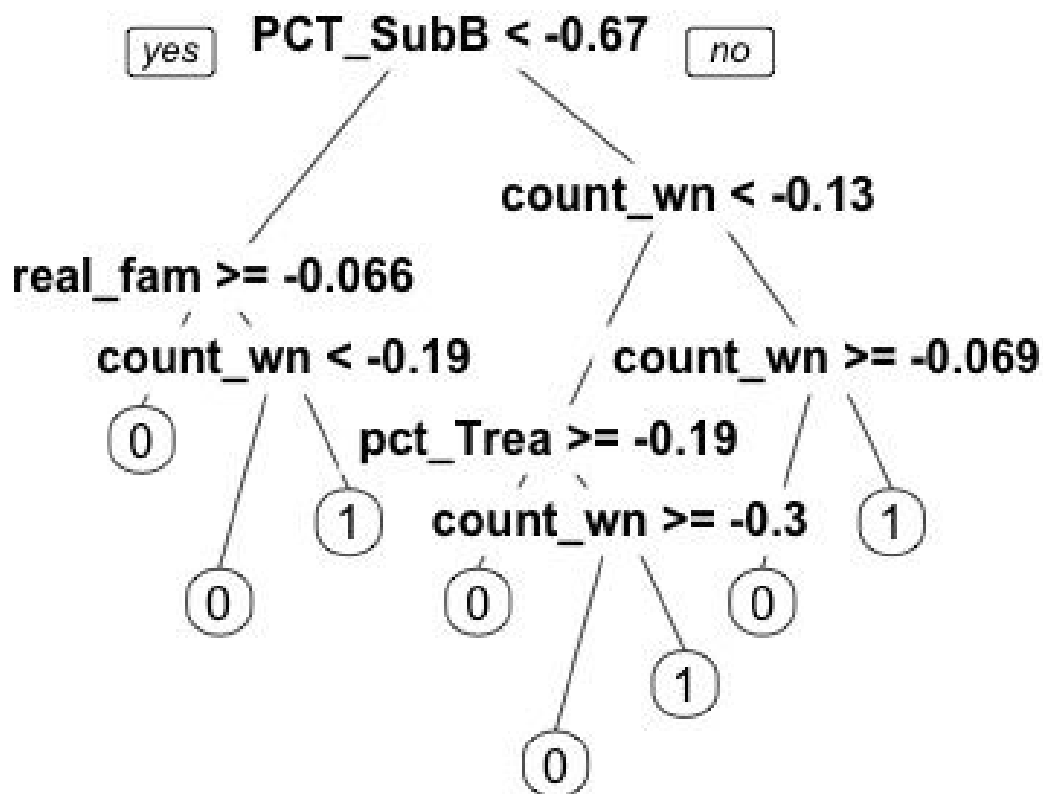 yes PCT_SubB < -0.67 no
count_wn < -0.13
real_fam >= -0.066
count_wn < -0.19 count_wn >= -0.069
0 pct_Trea >= -0.19
1 count_wn >= -0.3 1
0 0 0
1
0